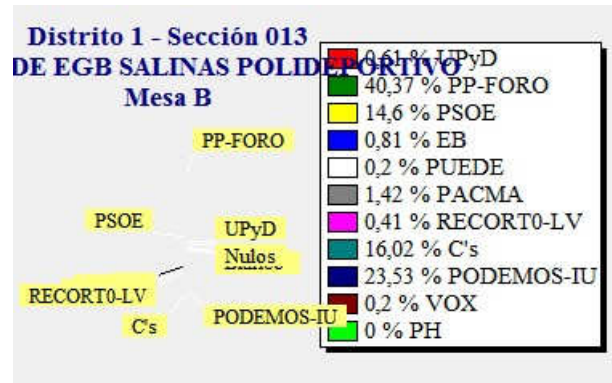 Distrito 1 - Sección 013
DE EGB SALINAS POLIDEPORTIVO
Mesa B
PP-FORO
PSOE
UPyD
Nulos
RECORT0-LV
C's
PODEMOS-IU
0,61 % UPyD
40,37 % PP-FORO
14,6 % PSOE
0,81 % EB
0,2 % PUEDE
1,42 % PACMA
0,41 % RECORT0-LV
16,02 % C's
23,53 % PODEMOS-IU
0,2 % VOX
0 % PH